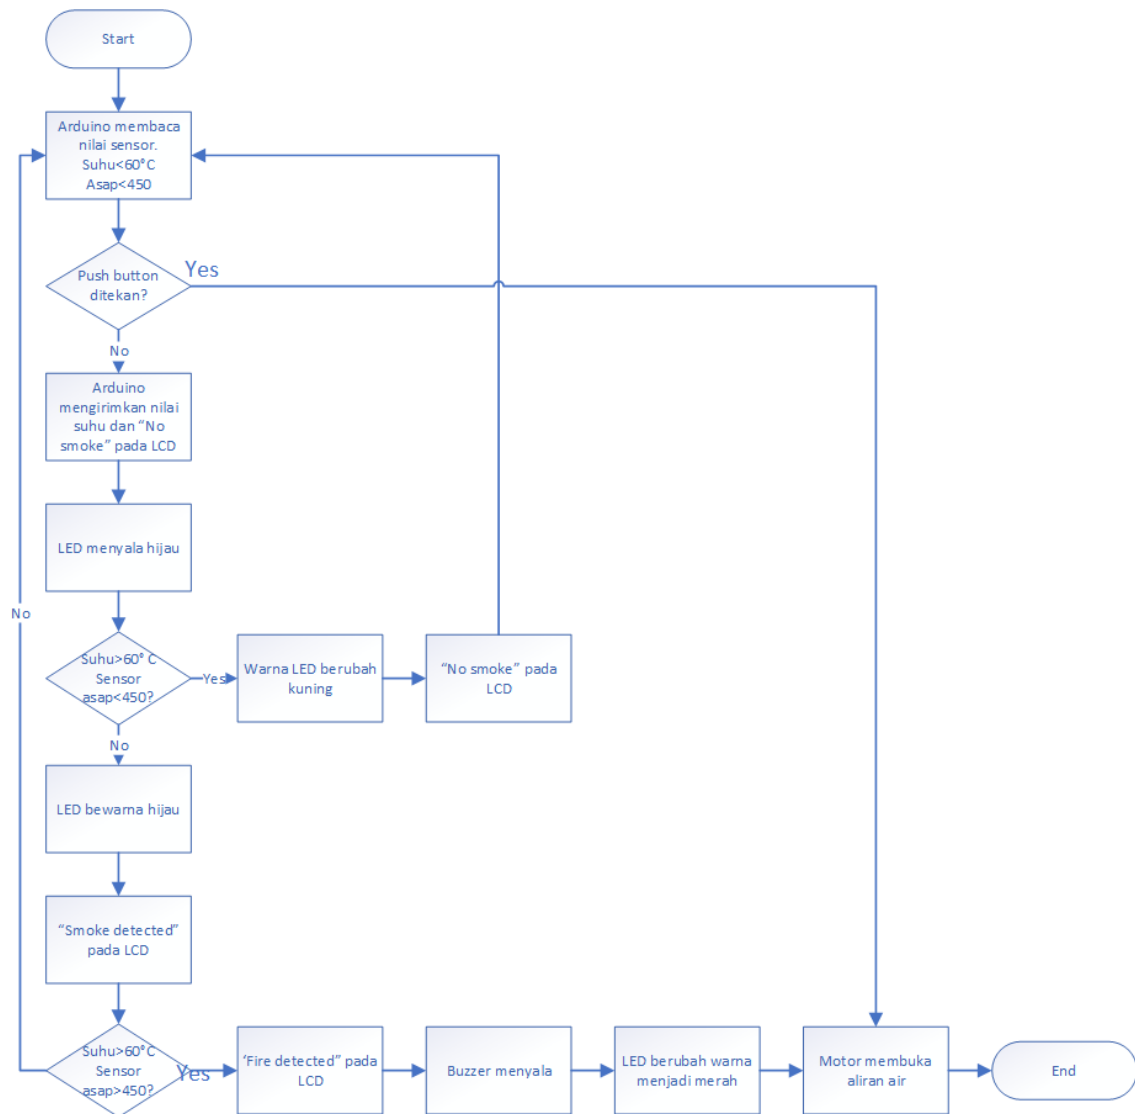 Start
Arduino membaca
nilai sensor.
Suhu<60°C
Asap<450
Push button
ditekan?
Yes
No
Arduino
mengirimkan nilai
suhu dan “No
smoke” pada LCD
LED menyala hijau
No
Suhu>60° C
Sensor
asap<450?
Yes
Warna LED berubah
kuning
“No smoke” pada
LCD
No
LED bewarna hijau
“Smoke detected”
pada LCD
Suhu>60°C
Sensor
asap>450?
Yes
‘Fire detected” pada
LCD
Buzzer menyala
LED berubah warna
menjadi merah
Motor membuka
aliran air
End